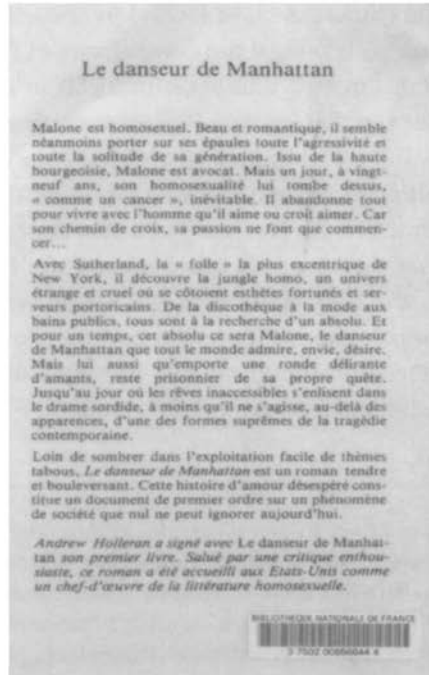 Le danseur de Manhattan
Malone est homosexuel. Beau et romantique, il semble
néanmoins porter sur ses épaules toute l'agressivité et
toute la solitude de sa génération. Issu de la haute
bourgeoisie, Malone est avocat. Mais un jour, à vingt-
neuf ans, son homosexualité lui tombe dessus,
« comme un cancer », inévitable. Il abandonne tout
pour vivre avec l'homme qu'il aime ou croit aimer. Car
son chemin de croix, sa passion ne font que commen-
cer...
Avec Sutherland, la « folle » la plus excentrique de
New York, il découvre la jungle homo, un univers
étrange et cruel où se côtoient esthètes fortunés et ser-
veurs portoricains. De la discothèque à la mode aux
bains publics, tous sont à la recherche d'un absolu. Et
pour un temps, cet absolu ce sera Malone, le danseur
de Manhattan que tout le monde admire, envie, désire.
Mais lui aussi qu'emporte une ronde délirante
d'amants, reste prisonnier de sa propre quête.
Jusqu'au jour où les rêves inaccessibles s'enlisent dans
le drame sordide, à moins qu'il ne s'agisse, au-delà des
apparences, d'une des formes suprêmes de la tragédie
contemporaine.
Loin de sombrer dans l'exploitation facile de thèmes
tabous, Le danseur de Manhattan est un roman tendre
et bouleversant. Cette histoire d'amour désespéré cons-
titue un document de premier ordre sur un phénomène
de société que nul ne peut ignorer aujourd'hui.
Andrew Holleran a signé avec Le danseur de Manhat-
tan son premier livre. Salué par une critique enthou-
siaste, ce roman a été accueilli aux Etats-Unis comme
un chef-d'œuvre de la littérature homosexuelle.
BIBLIOTHEQUE NATIONALE DE FRANCE